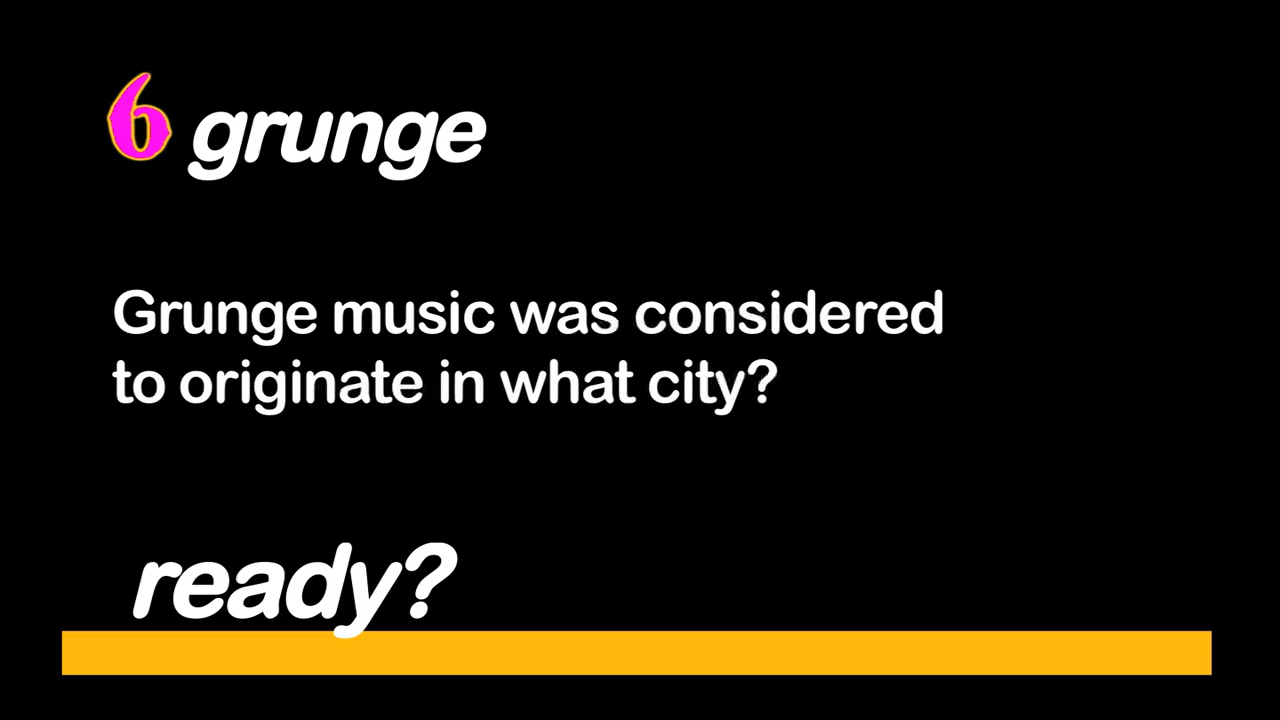 6 grunge
Grunge music was considered
to originate in what city?
ready?